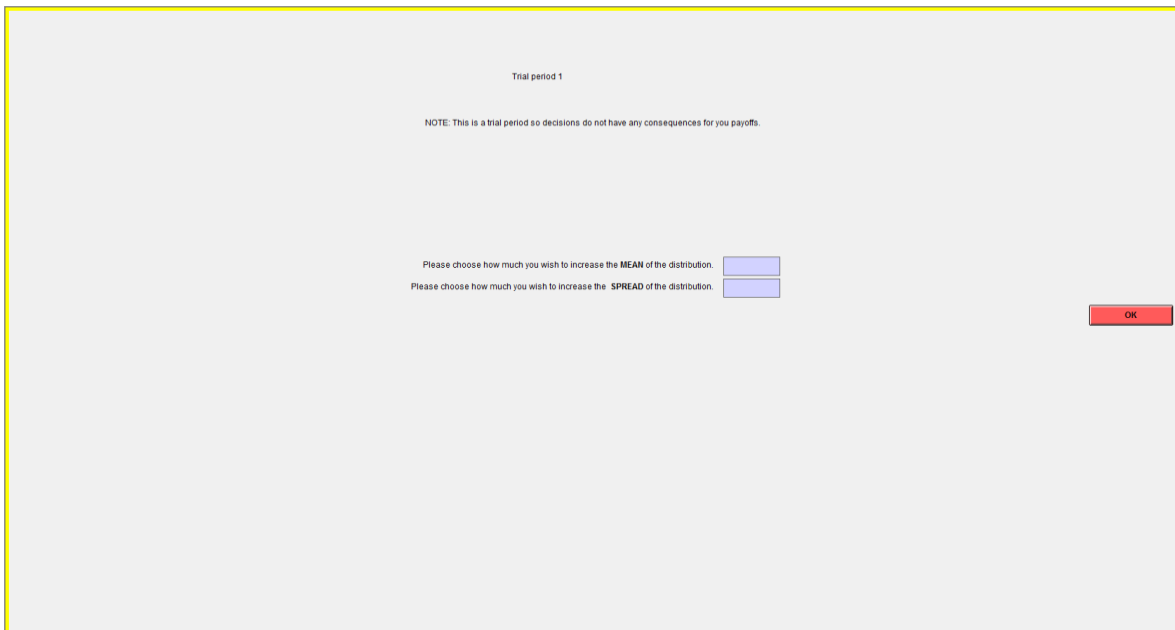 Trial period 1
NOTE: This is a trial period so decisions do not have any consequences for you payoffs.
Please choose how much you wish to increase the MEAN of the distribution.
Please choose how much you wish to increase the SPREAD of the distribution.
OK